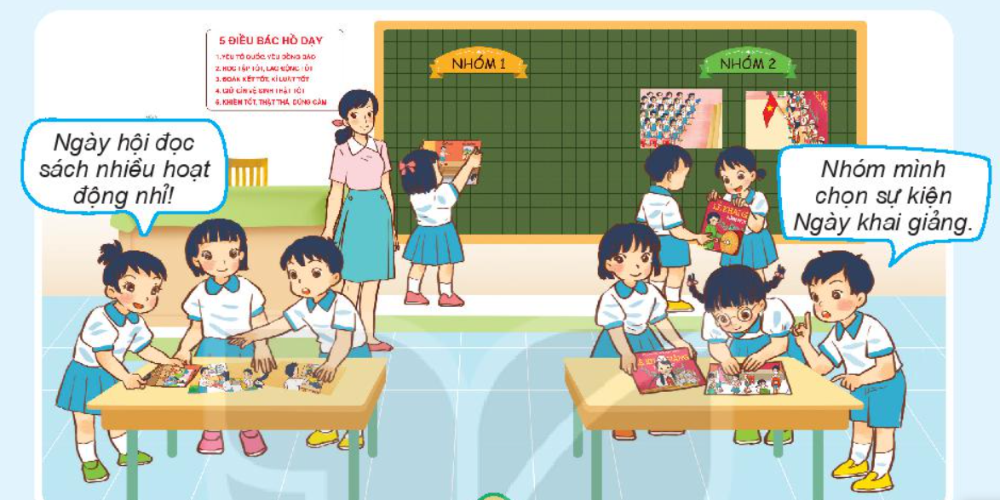 5 ĐIỀU BÁC HỒ DẠY
1. YÊU TỔ QUỐC, YÊU ĐỒNG BÀO
2. HỌC TẬP TỐT, LAO ĐỘNG TỐT
3. ĐOÀN KẾT TỐT, KỈ LUẬT TỐT
4. GIỮ GÌN VỆ SINH THẬT TỐT
5. KHIÊM TỐN, THẬT THÀ, DŨNG CẢM
NHÓM 1
NHÓM 2
Ngày hội đọc
sách nhiều hoạt
động nhỉ!
Nhóm mình
chọn sự kiện
Ngày khai giảng.
LỄ KHAI